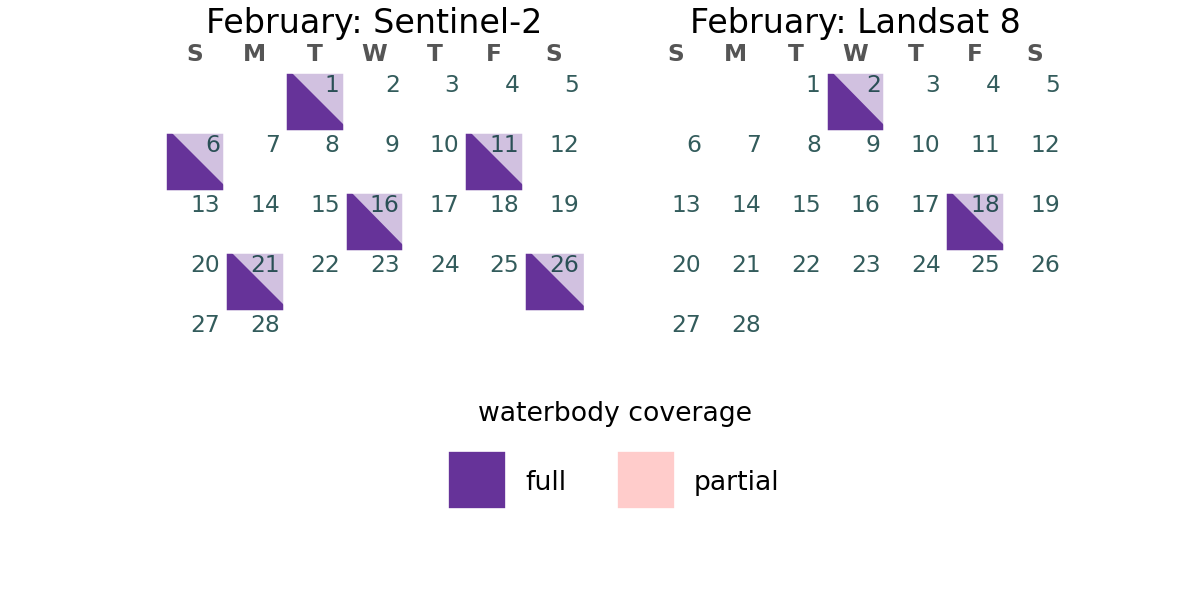 February: Sentinel-2
S M T W T F S
1 2 3 4 5
6 7 8 9 10 11 12
13 14 15 16 17 18 19
20 21 22 23 24 25 26
27 28
February: Landsat 8
S M T W T F S
1 2 3 4 5
6 7 8 9 10 11 12
13 14 15 16 17 18 19
20 21 22 23 24 25 26
27 28
waterbody coverage
full partial